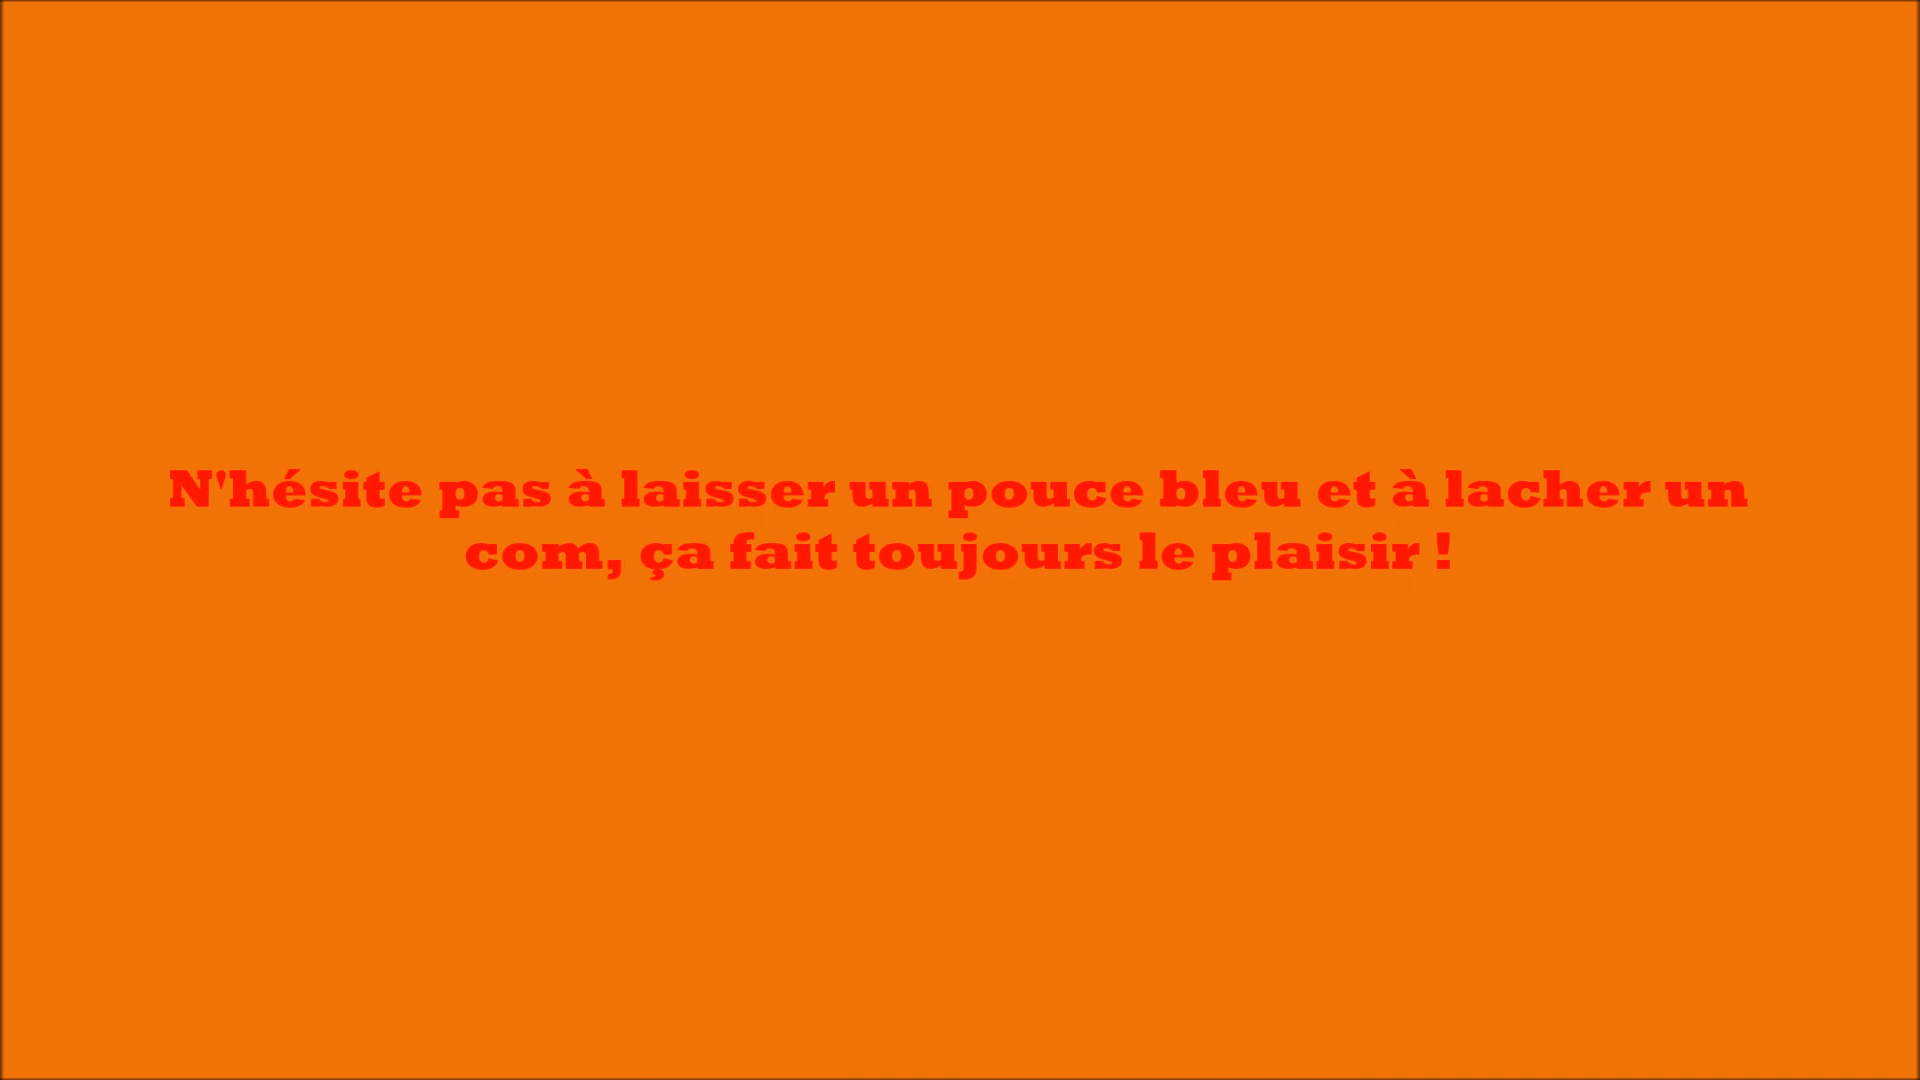 N'hésite pas à laisser un pouce bleu et à lacher un
com, ça fait toujours le plaisir !